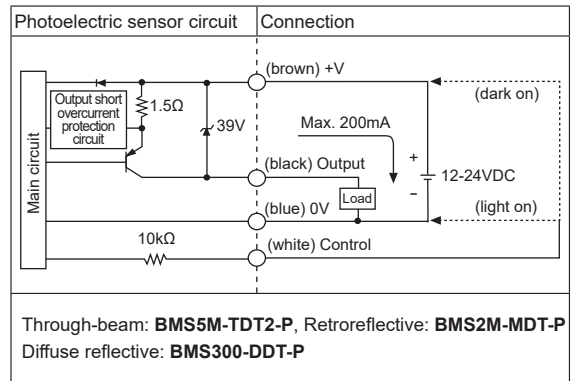 Photoelectric sensor circuit
Connection
Main circuit
Output short
overcurrent
protection
circuit
1.5Ω
39V
10kΩ
(brown) +V
(dark on)
Max. 200mA
(black) Output
+
12-24VDC
Load
−
(blue) 0V
(light on)
(white) Control
Through-beam: BMS5M-TDT2-P, Retroreflective: BMS2M-MDT-P
Diffuse reflective: BMS300-DDT-P